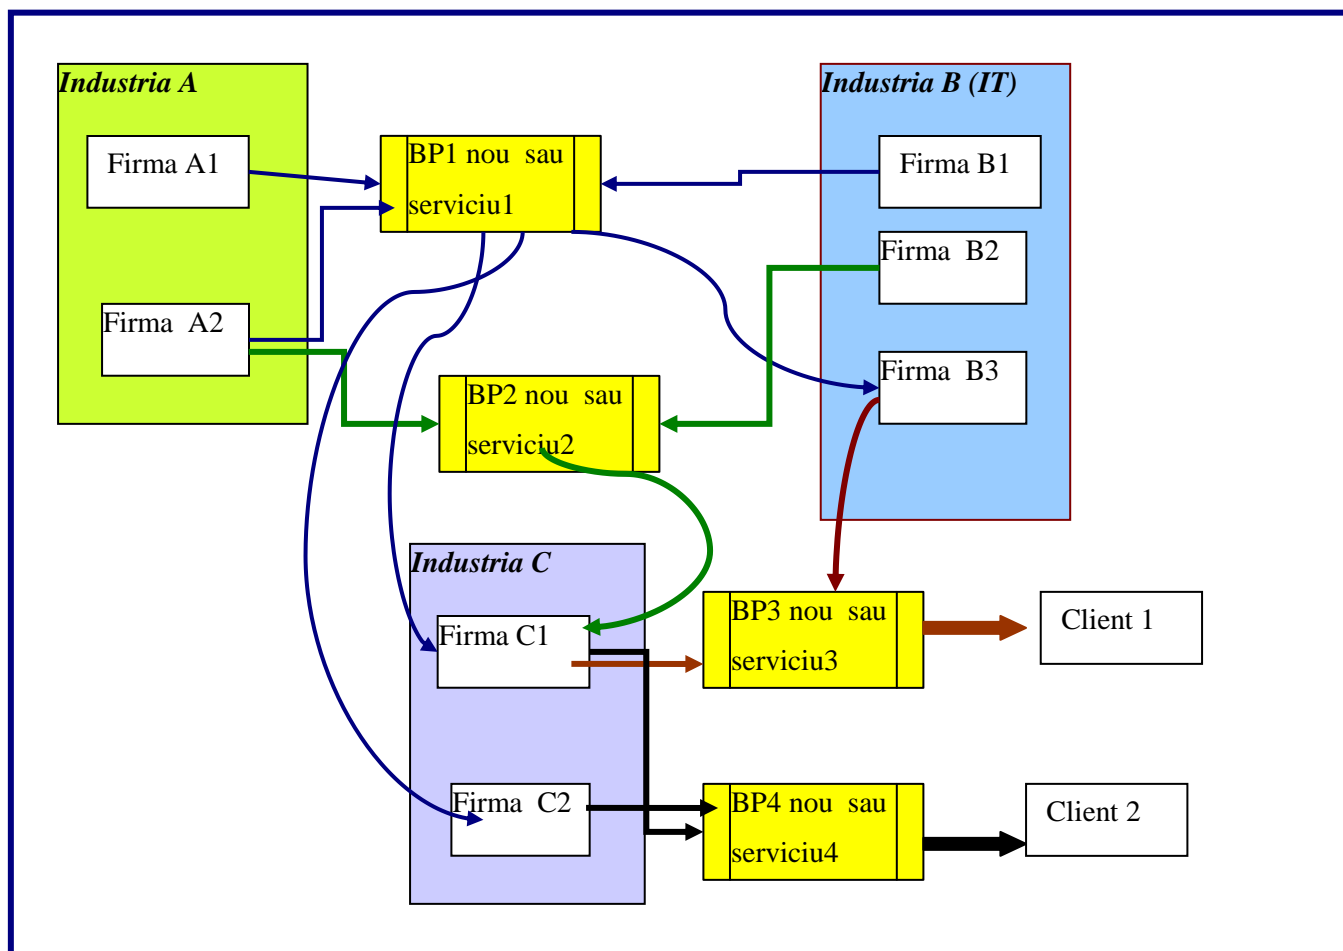 Industria A
Firma A1
Firma A2
BP1 nou sau
serviciu1
Industria B (IT)
Firma B1
Firma B2
Firma B3
BP2 nou sau
serviciu2
Industria C
Firma C1
Firma C2
BP3 nou sau
serviciu3
Client 1
BP4 nou sau
serviciu4
Client 2